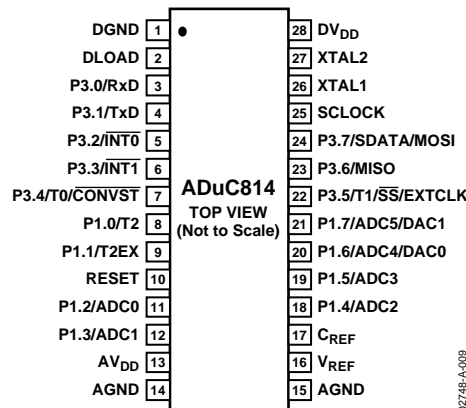 DGND 1
DLOAD 2
P3.0/RxD 3
P3.1/TxD 4
P3.2/INT0 5
P3.3/INT1 6
P3.4/T0/CONVST 7
P1.0/T2 8
P1.1/T2EX 9
RESET 10
P1.2/ADC0 11
P1.3/ADC1 12
AVDD 13
AGND 14
ADuC814
TOP VIEW
(Not to Scale)
28 DVDD
27 XTAL2
26 XTAL1
25 SCLOCK
24 P3.7/SDATA/MOSI
23 P3.6/MISO
22 P3.5/T1/SS/EXTCLK
21 P1.7/ADC5/DAC1
20 P1.6/ADC4/DAC0
19 P1.5/ADC3
18 P1.4/ADC2
17 CREF
16 VREF
15 AGND
02748-A-009